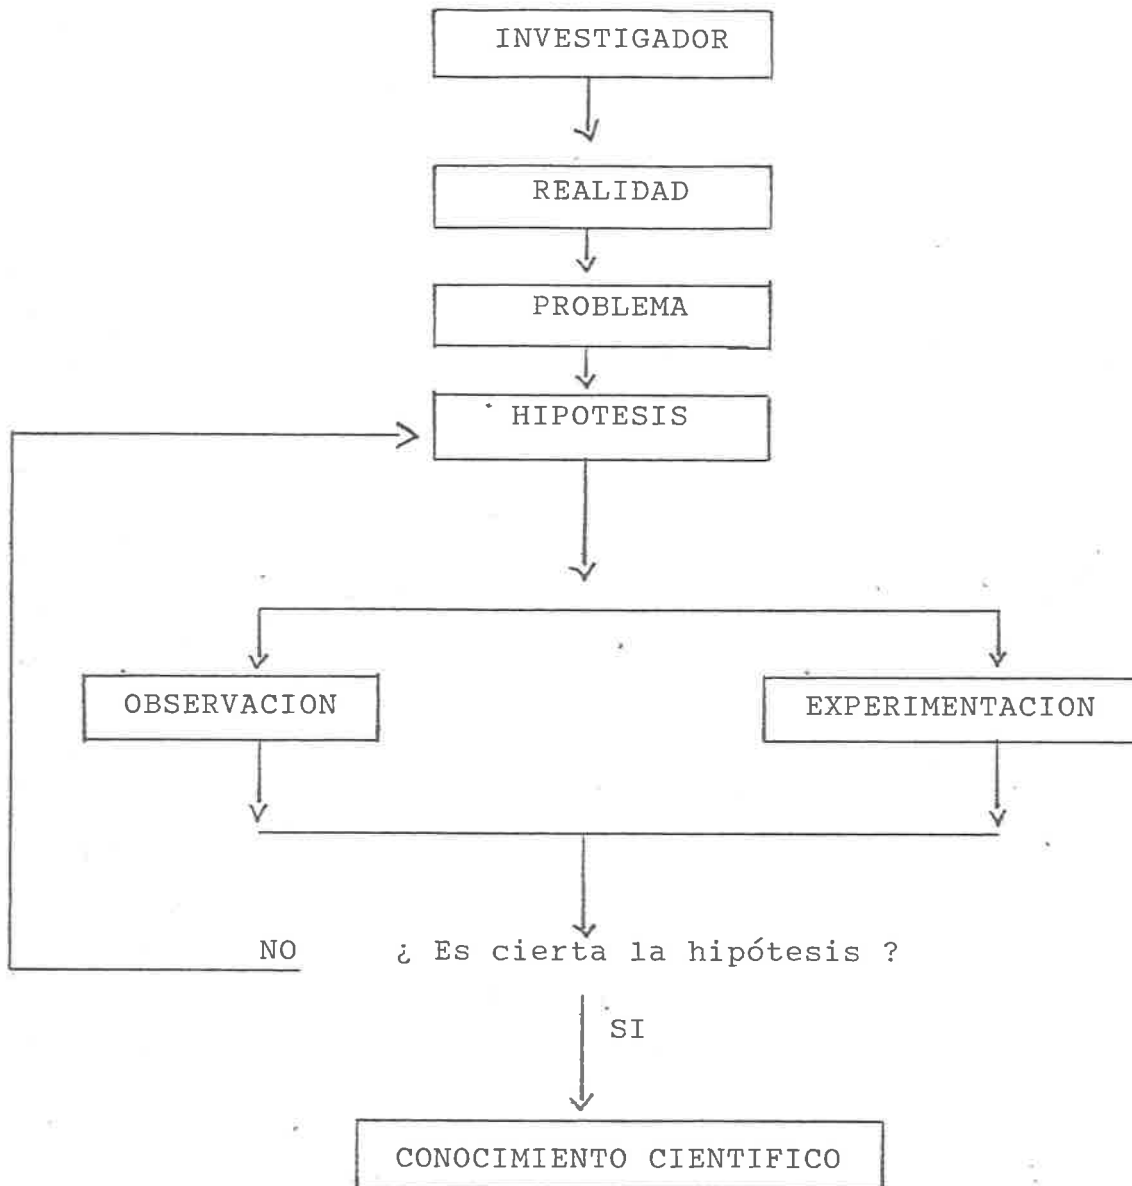 INVESTIGADOR
REALIDAD
PROBLEMA
HIPOTESIS
OBSERVACION
EXPERIMENTACION
NO
¿ Es cierta la hipótesis ?
SI
CONOCIMIENTO CIENTIFICO